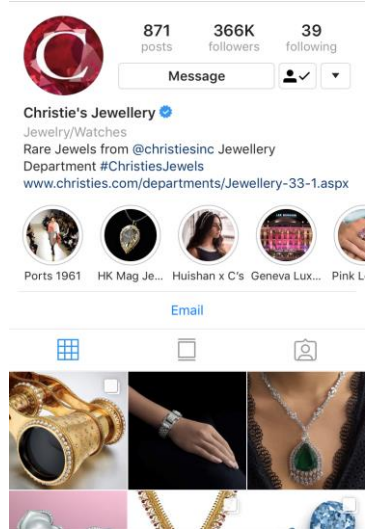 C
871 366K 39
posts followers following
Message
Christie's Jewellery
Jewelry/Watches
Rare Jewels from @christiesinc Jewellery
Department #ChristiesJewels
www.christies.com/departments/Jewellery-33-1.aspx
Ports 1961 HK Mag Je... Huishan x C's Geneva Lux... Pink L
Email